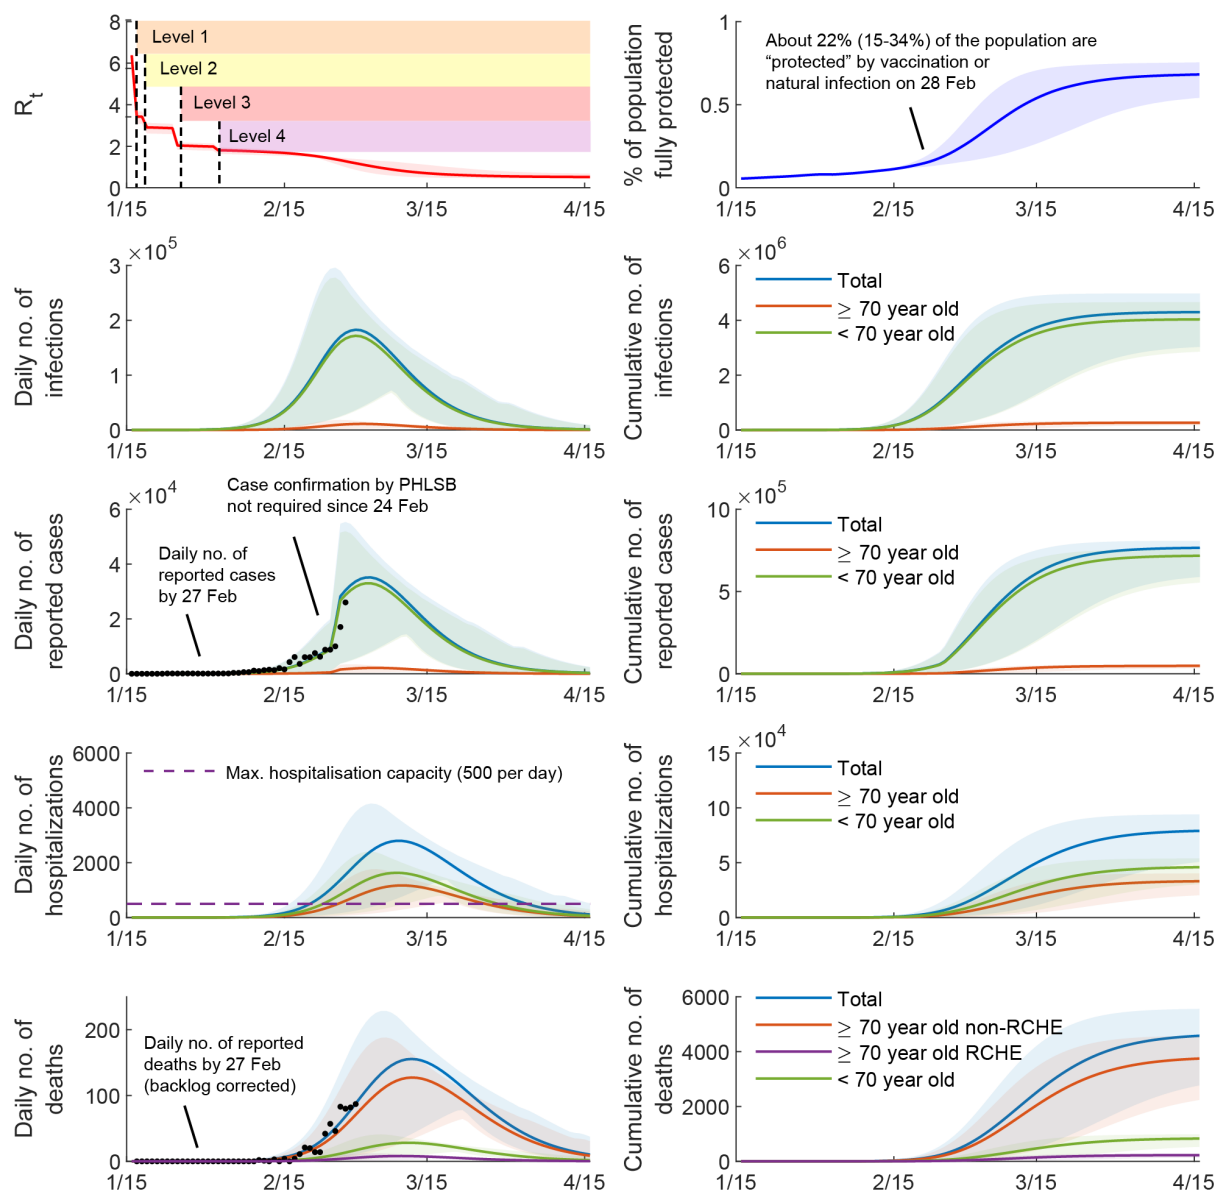 8
6
4
2
0
R_t
Level 1
Level 2
Level 3
Level 4
1/15
2/15
3/15
4/15
1
0.5
0
% of population
fully protected
About 22% (15-34%) of the population are
“protected” by vaccination or
natural infection on 28 Feb
1/15
2/15
3/15
4/15
×10^5
3
2
1
0
Daily no. of
infections
1/15
2/15
3/15
4/15
×10^6
6
4
2
0
Cumulative no. of
infections
Total
≥ 70 year old
< 70 year old
1/15
2/15
3/15
4/15
×10^4
6
4
2
0
Daily no. of
reported cases
Case confirmation by PHLSB
not required since 24 Feb
Daily no. of
reported cases
by 27 Feb
1/15
2/15
3/15
4/15
×10^5
10
5
0
Cumulative no. of
reported cases
Total
≥ 70 year old
< 70 year old
1/15
2/15
3/15
4/15
6000
4000
2000
0
Daily no. of
hospitalizations
Max. hospitalisation capacity (500 per day)
1/15
2/15
3/15
4/15
×10^4
15
10
5
0
Cumulative no. of
hospitalizations
Total
≥ 70 year old
< 70 year old
1/15
2/15
3/15
4/15
200
100
0
Daily no. of
deaths
Daily no. of reported
deaths by 27 Feb
(backlog corrected)
1/15
2/15
3/15
4/15
6000
4000
2000
0
Cumulative no. of
deaths
Total
≥ 70 year old non-RCHE
≥ 70 year old RCHE
< 70 year old
1/15
2/15
3/15
4/15